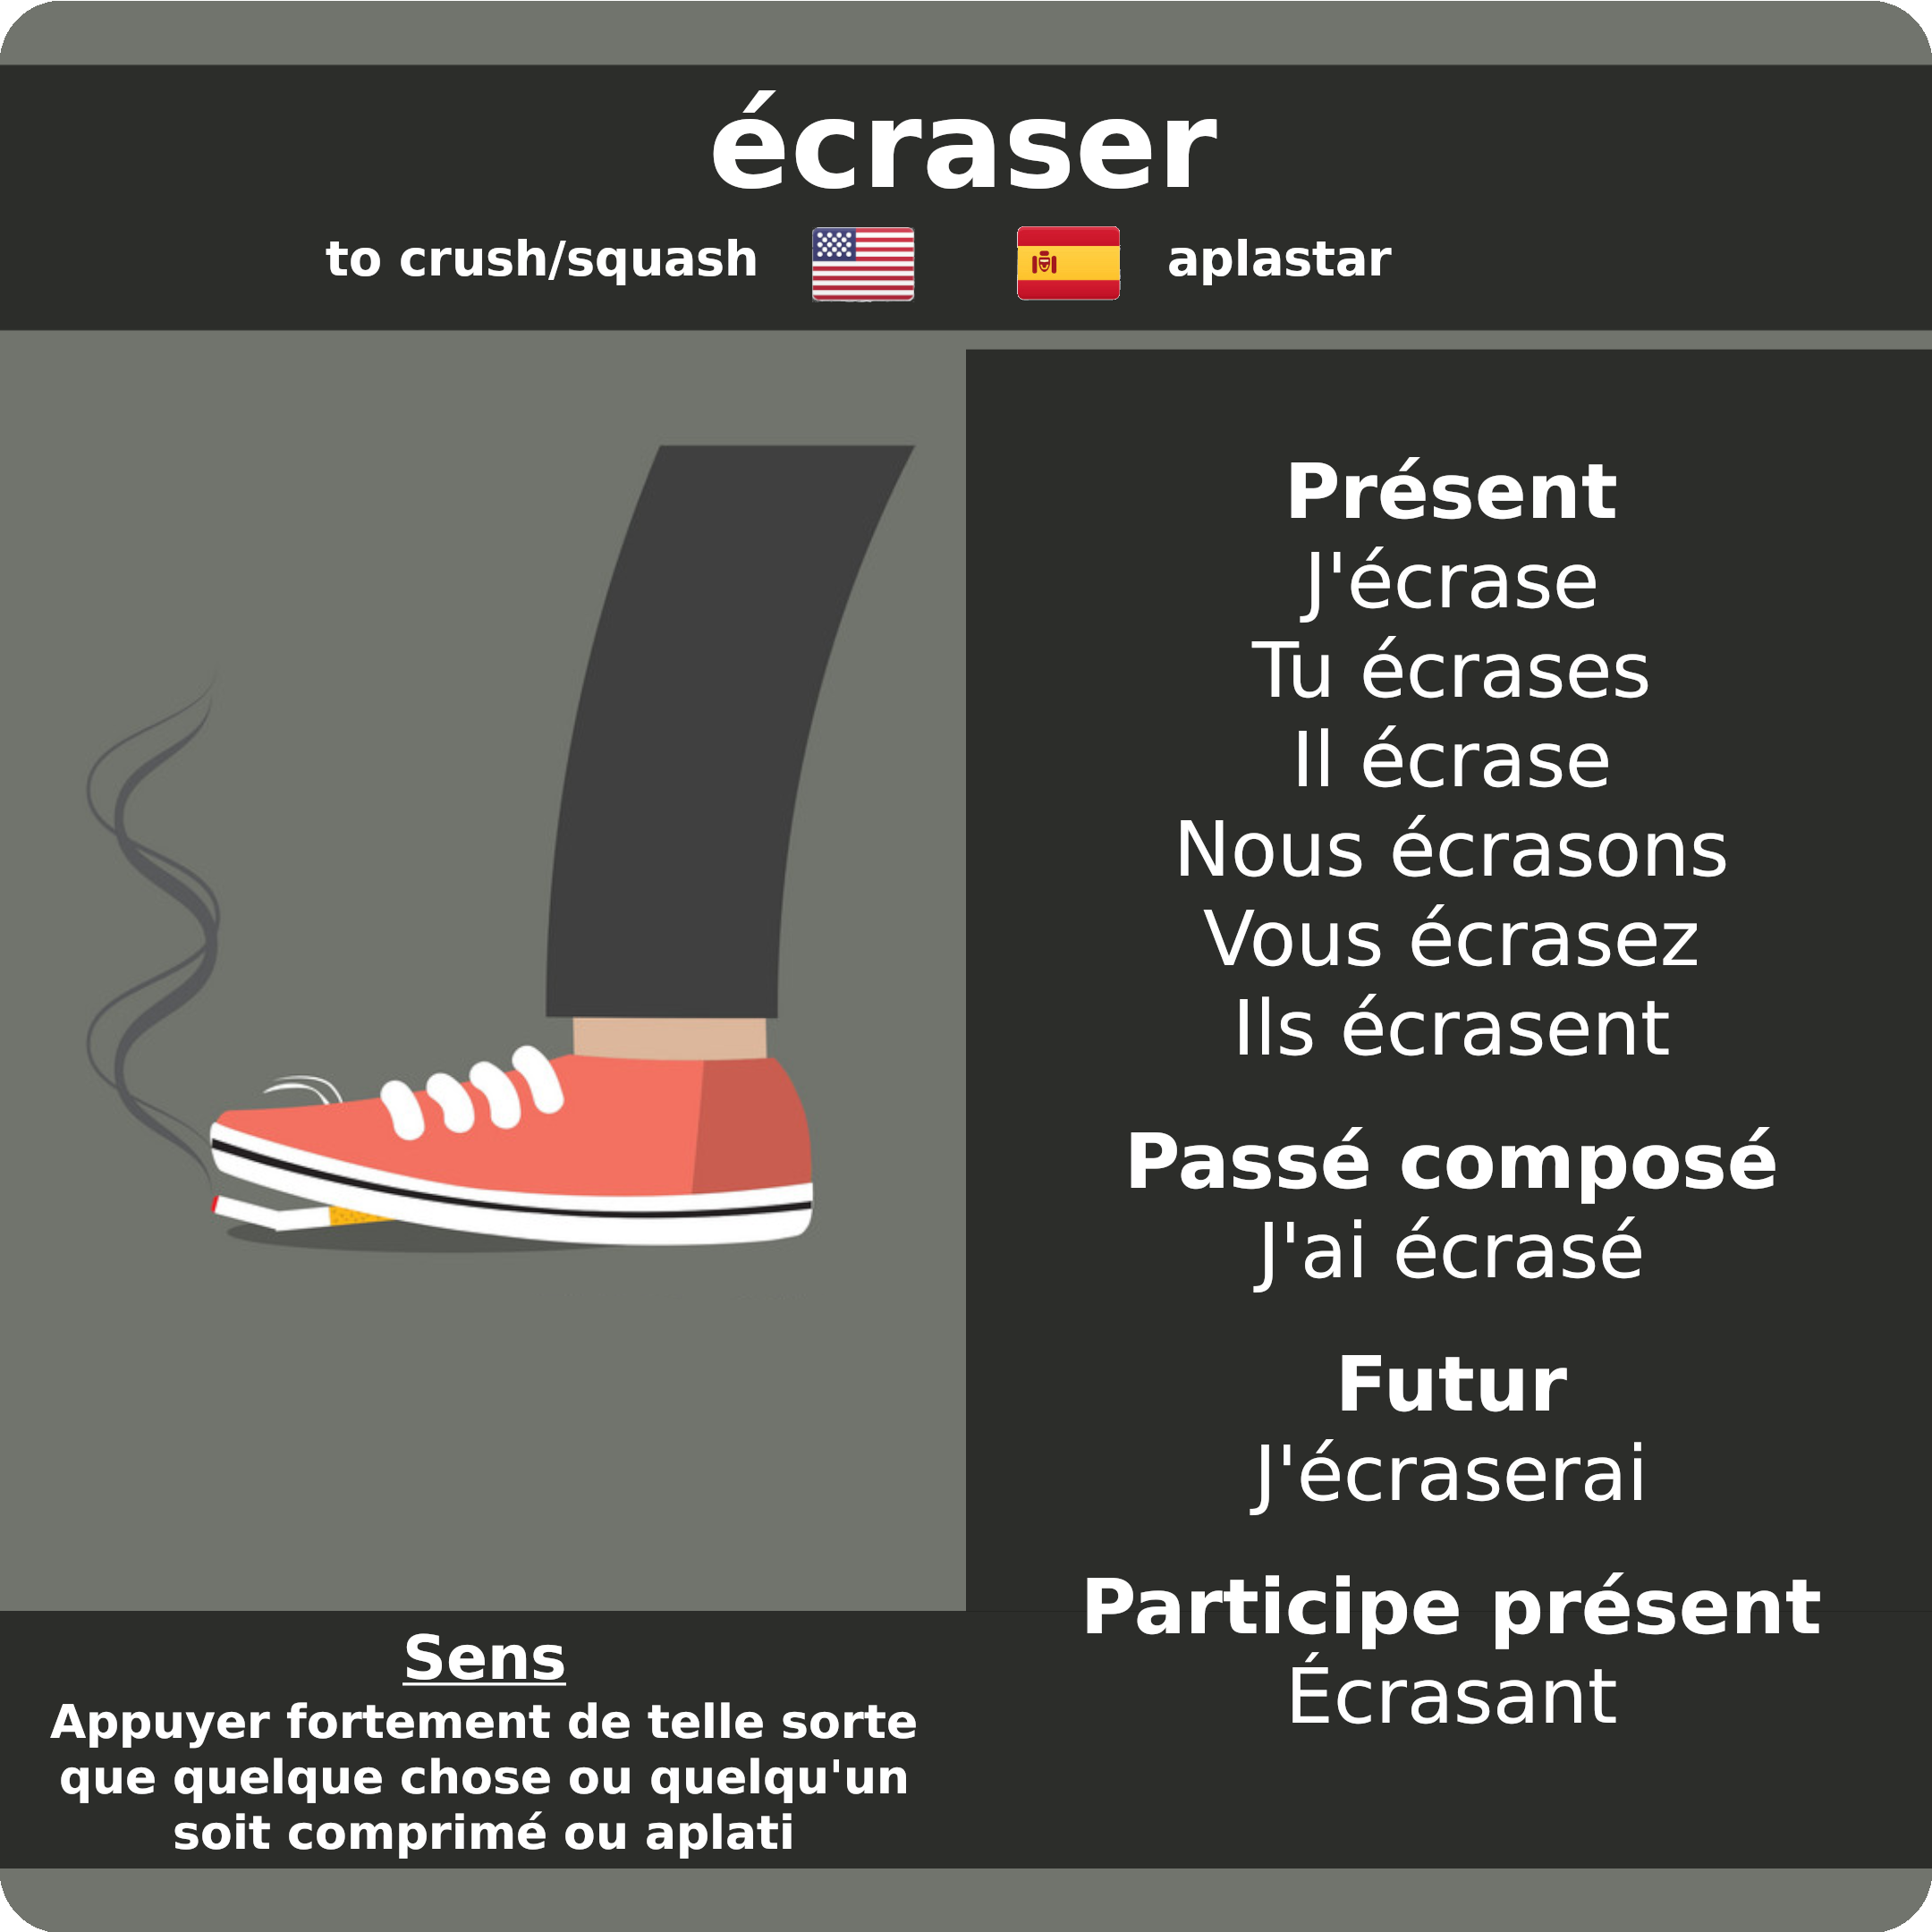 écraser
to crush/squash
aplastar
Présent
J'écrase
Tu écrases
Il écrase
Nous écrasons
Vous écrasez
Ils écrasent
Passé composé
J'ai écrasé
Futur
J'écraserai
Participe présent
Écrasant
Sens
Appuyer fortement de telle sorte
que quelque chose ou quelqu'un
soit comprimé ou aplati